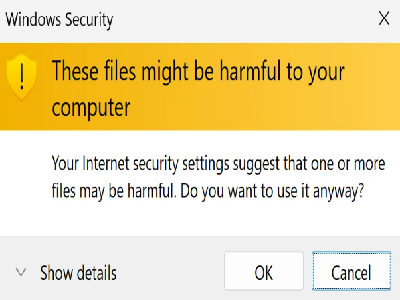 Windows Security
These files might be harmful to your
computer
Your Internet security settings suggest that one or more
files may be harmful. Do you want to use it anyway?
Show details
OK
Cancel